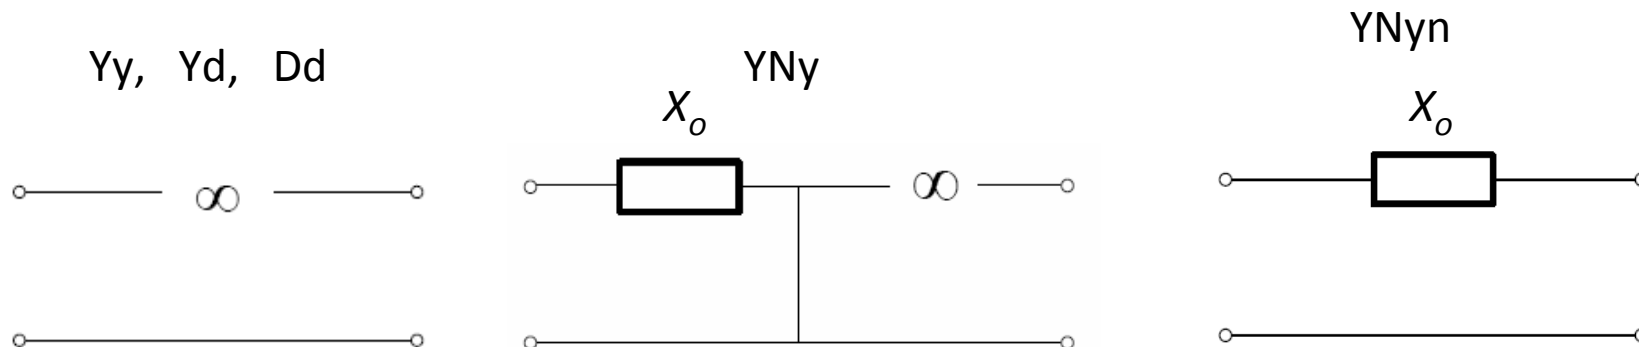 Yy, Yd, Dd
∞
YNy
Xo
∞
YNyn
Xo